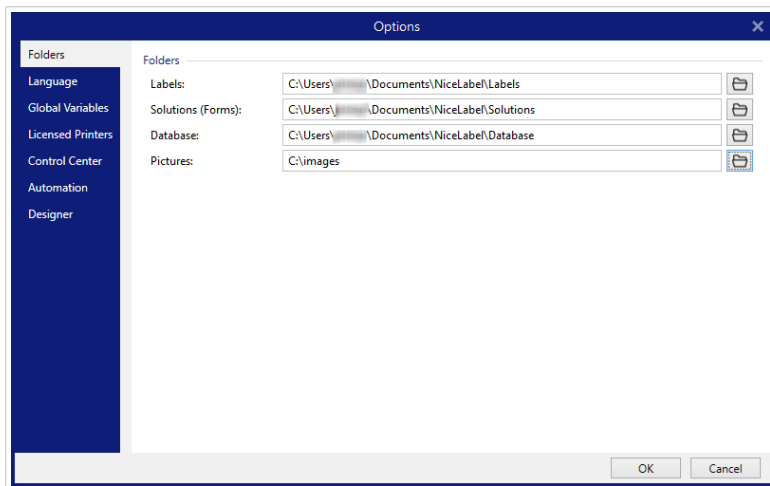 Options
Folders
Language
Global Variables
Licensed Printers
Control Center
Automation
Designer
Folders
Labels: C:\Users\ \Documents\NiceLabel\Labels
Solutions (Forms): C:\Users\ \Documents\NiceLabel\Solutions
Database: C:\Users\ \Documents\NiceLabel\Database
Pictures: C:\images
OK Cancel